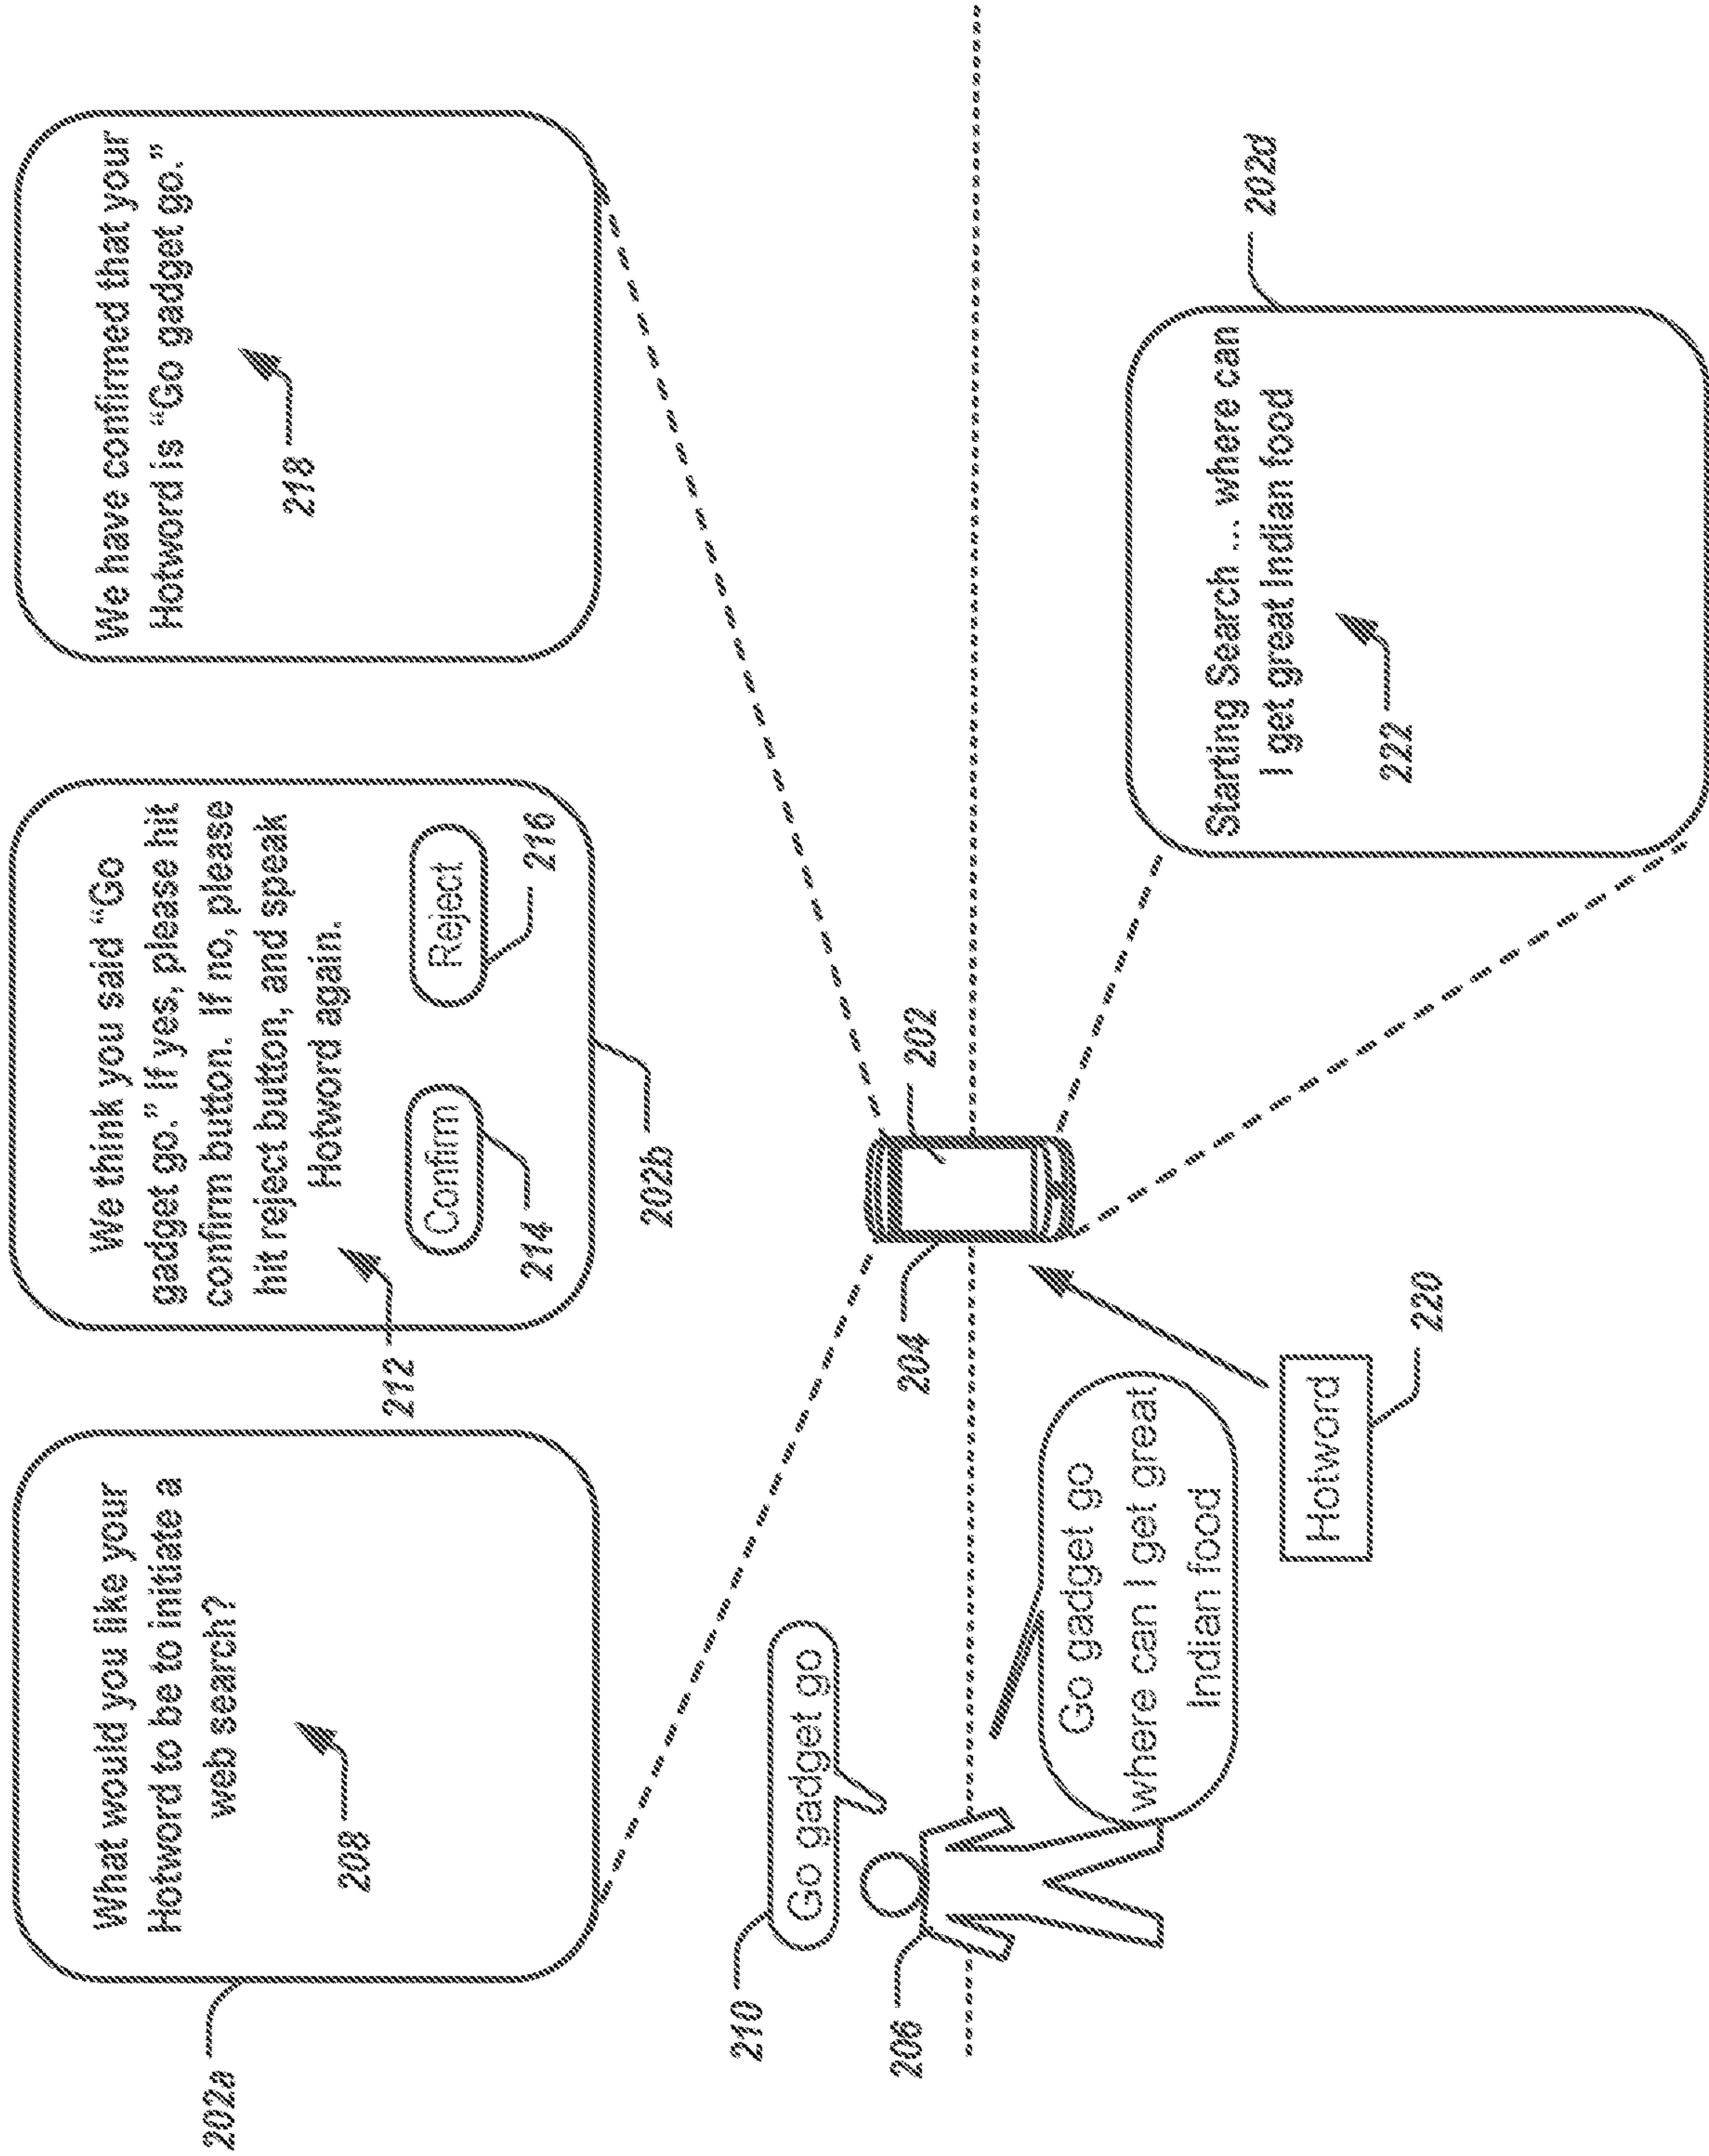 202a
What would you like your
Hotword to be to initiate a
web search?
208
We think you said “Go
gadget go.” If yes, please hit
confirm button. If no, please
hit reject button, and speak
Hotword again.
212
Confirm
Reject
214
216
202b
We have confirmed that your
Hotword is “Go gadget go.”
218
210
Go gadget go
206
204
202
Go gadget go
where can I get great
Indian food
Hotword
220
202d
Starting Search ... where can
I get great Indian food
222